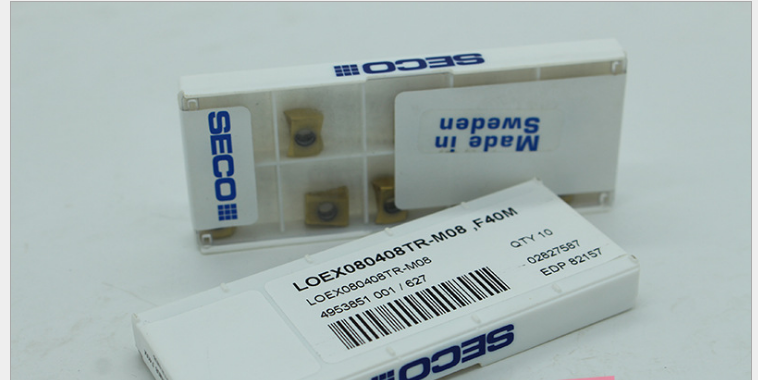 SECO
SECO
Made in
Sweden
LOEX080408TR-M08 ,F40M
LOEX080408TR-M08
4953851 001 / 627
QTY 10
02827587
EDP 82157
SECO